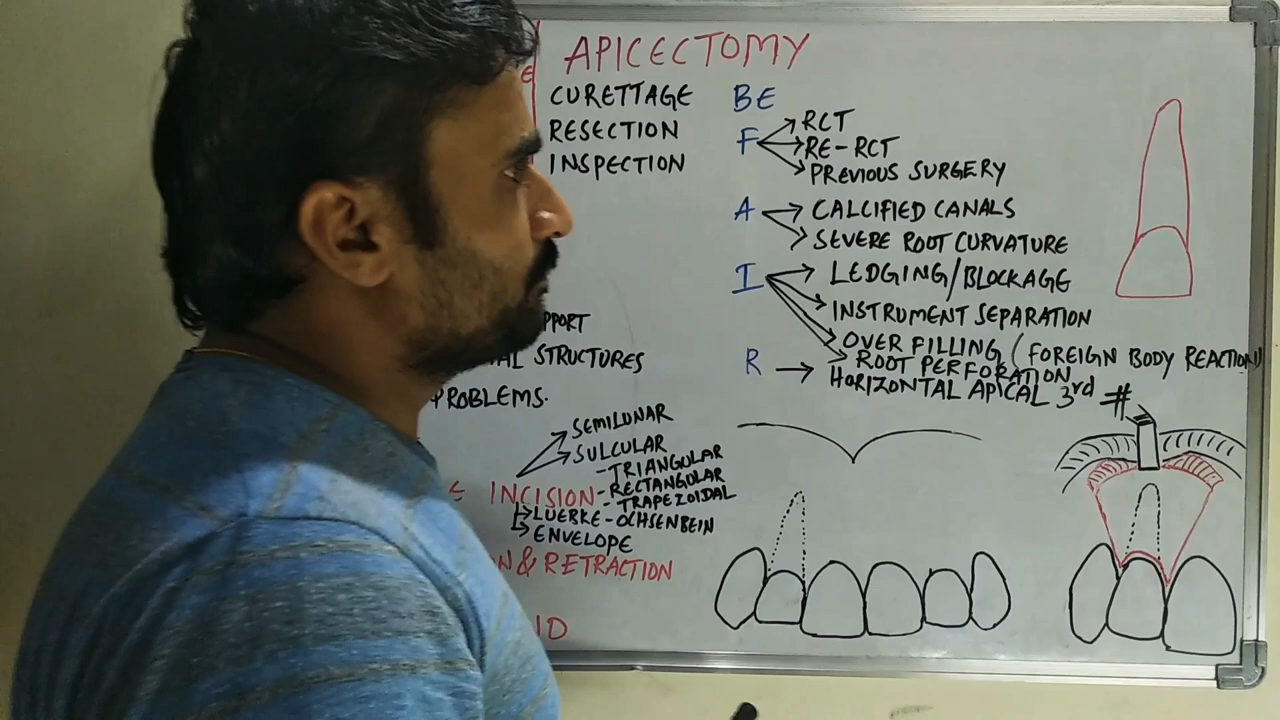 APICECTOMY
CURETTAGE
RESECTION
INSPECTION
BE
F RCT
RE-RCT
PREVIOUS SURGERY
A CALCIFIED CANALS
SEVERE ROOT CURVATURE
I LEDGING/BLOCKAGE
INSTRUMENT SEPARATION
OVER FILLING (FOREIGN BODY REACTION)
ROOT PERFORATION
R → HORIZONTAL APICAL 3rd #
STRUCTURES
PROBLEMS.
SEMILUNAR
SULCULAR
-TRIANGULAR
INCISION -RECTANGULAR
-TRAPEZOIDAL
LUEBKE-OCHSENBEIN
ENVELOPE
& RETRACTION